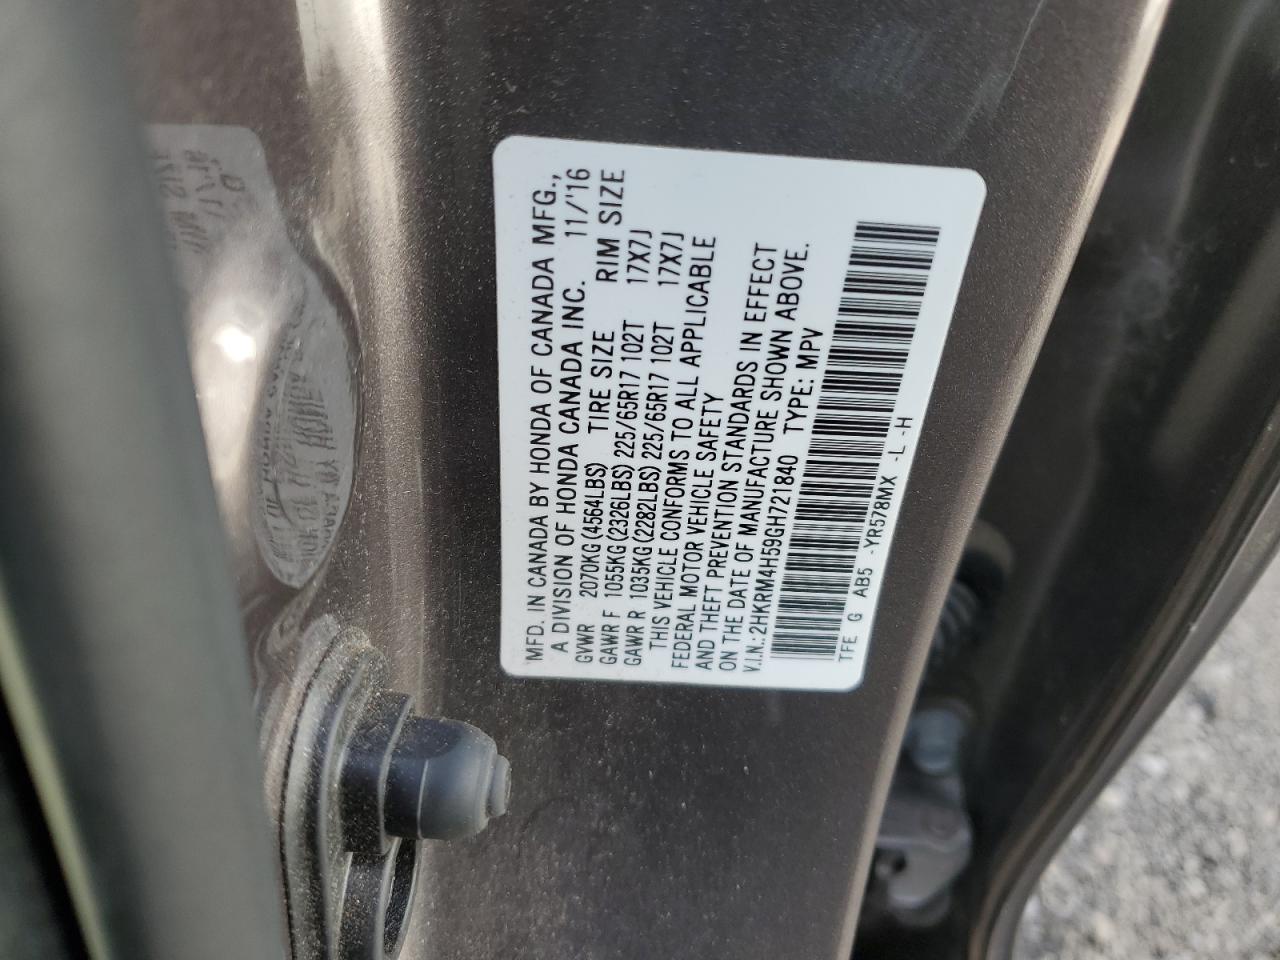 MFD. IN CANADA BY HONDA OF CANADA MFG.,
A DIVISION OF HONDA CANADA INC. 11/'16
GVWR 2070KG(4564LBS) TIRE SIZE RIM SIZE
GAWR F 1055KG(2326LBS) 225/65R17 102T 17X7J
GAWR R 1035KG(2282LBS) 225/65R17 102T 17X7J
THIS VEHICLE CONFORMS TO ALL APPLICABLE
FEDERAL MOTOR VEHICLE SAFETY
AND THEFT PREVENTION STANDARDS IN EFFECT
ON THE DATE OF MANUFACTURE SHOWN ABOVE.
V.I.N.: 2HKRM4H59GH721840 TYPE: MPV
TFE G AB5 -YR578MX -L -H